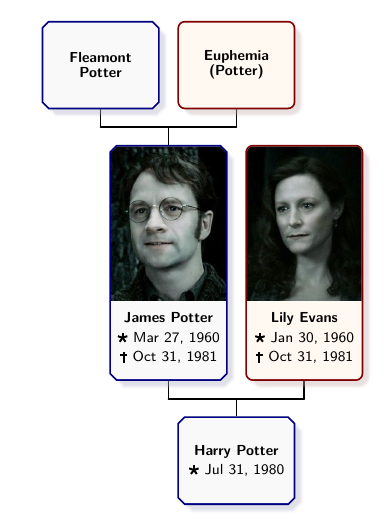 Fleamont
Potter
Euphemia
(Potter)
James Potter
★ Mar 27, 1960
† Oct 31, 1981
Lily Evans
★ Jan 30, 1960
† Oct 31, 1981
Harry Potter
★ Jul 31, 1980